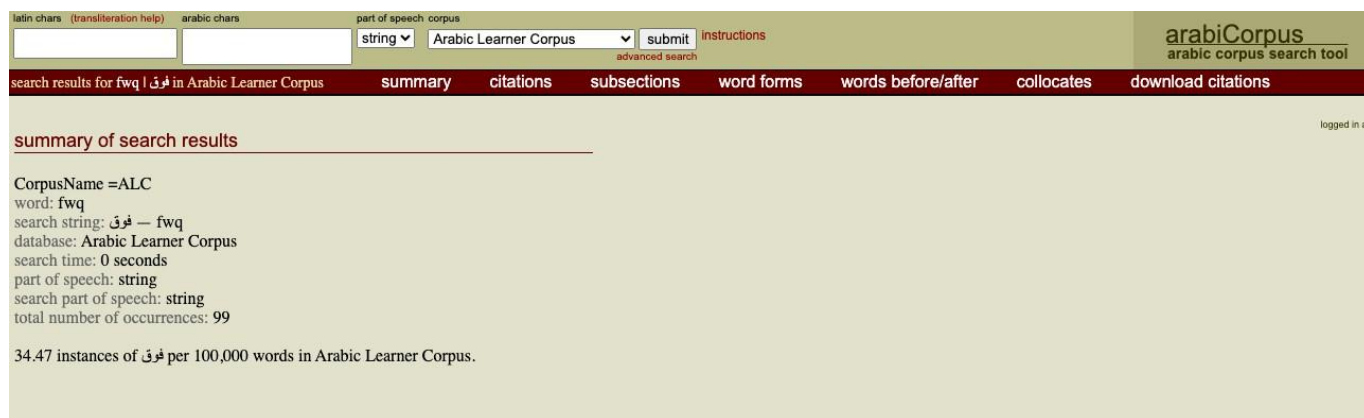 latin chars (transliteration help) arabic chars part of speech corpus
string Arabic Learner Corpus submit instructions
advanced search
arabiCorpus
arabic corpus search tool
search results for fwq | فوق in Arabic Learner Corpus summary citations subsections word forms words before/after collocates download citations
logged in a
summary of search results
CorpusName =ALC
word: fwq
search string: فوق — fwq
database: Arabic Learner Corpus
search time: 0 seconds
part of speech: string
search part of speech: string
total number of occurrences: 99
34.47 instances of فوق per 100,000 words in Arabic Learner Corpus.